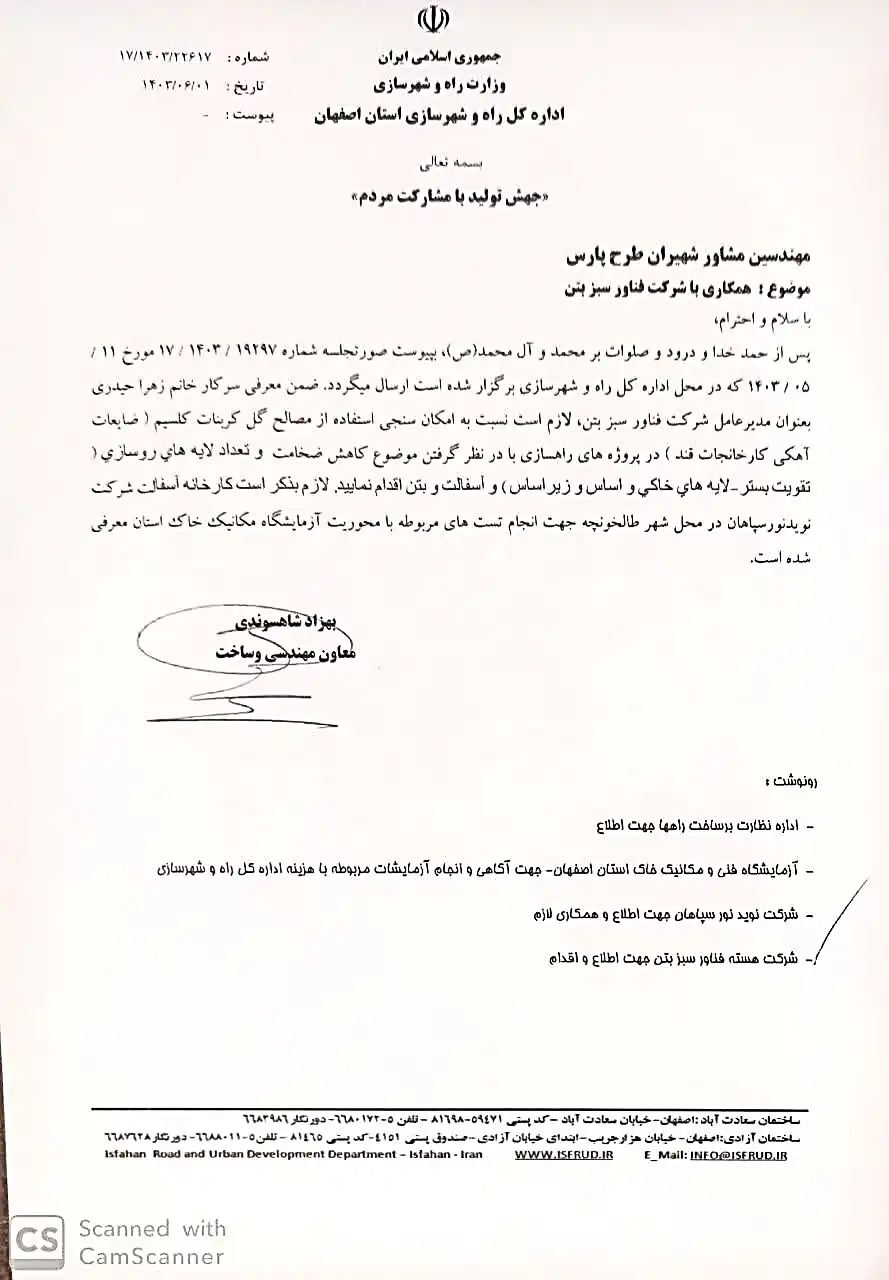 جمهوری اسلامی ایران
وزارت راه و شهرسازی
اداره کل راه و شهرسازی استان اصفهان
شماره : ۱۷/۱۴۰۳/۲۲۶۱۷
تاریخ : ۱۴۰۳/۰۶/۰۱
پیوست : -
بسمه تعالی
«جهش تولید با مشارکت مردم»
مهندسین مشاور شهیران طرح پارس
موضوع : همکاری با شرکت فناور سبز بتن
با سلام و احترام،
پس از حمد خدا و درود و صلوات بر محمد و آل محمد(ص)، بپیوست صورتجلسه شماره ۱۹۲۹۷ / ۱۴۰۳ / ۱۷ مورخ ۱۱ /
۰۵ / ۱۴۰۳ که در محل اداره کل راه و شهرسازی برگزار شده است ارسال میگردد. ضمن معرفی سرکار خانم زهرا حیدری
بعنوان مدیرعامل شرکت فناور سبز بتن، لازم است نسبت به امکان سنجی استفاده از مصالح گل کربنات کلسیم ( ضایعات
آهکی کارخانجات قند ) در پروژه های راهسازی با در نظر گرفتن موضوع کاهش ضخامت و تعداد لایه هاي روسازي (
تقویت بستر -لایه هاي خاکي و اساس و زیر اساس ) و آسفالت و بتن اقدام نمایید. لازم بذکر است کارخانه آسفالت شرکت
نویدنورسپاهان در محل شهر طالخونچه جهت انجام تست های مربوطه با محوریت آزمایشگاه مکانیک خاک استان معرفی
شده است.
بهزاد شاهسوندی
معاون مهندسی وساخت
رونوشت :
- اداره نظارت برساخت راهها جهت اطلاع
- آزمایشگاه فنی و مکانیک خاک استان اصفهان- جهت آگاهی و انجام آزمایشات مربوطه با هزینه اداره کل راه و شهرسازی
- شرکت نوید نور سپاهان جهت اطلاع و همکاری لازم
- شرکت هسته فناور سبز بتن جهت اطلاع و اقدام
ساختمان سعادت آباد :اصفهان- خیابان سعادت آباد -کد پستی ۵۹٤۷۱-۸۱٦۹۸ -تلفن ۵-٦٦۸۰۱۷۲- دورنگار ٦٦۸۳۹۸٦
ساختمان آزادی:اصفهان- خیابان هزارجریب-ابتدای خیابان آزادی-صندوق پستی ٤۱۵۱-کد پستی ۸۱٤٦۵ -تلفن۵-٦٦۸۸۰۱۱- دورنگار ٦٦۸۷٦۲۸
Isfahan Road and Urban Development Department – Isfahan - Iran WWW.ISFRUD.IR E_Mail: INFO@ISFRUD.IR
CS Scanned with
CamScanner